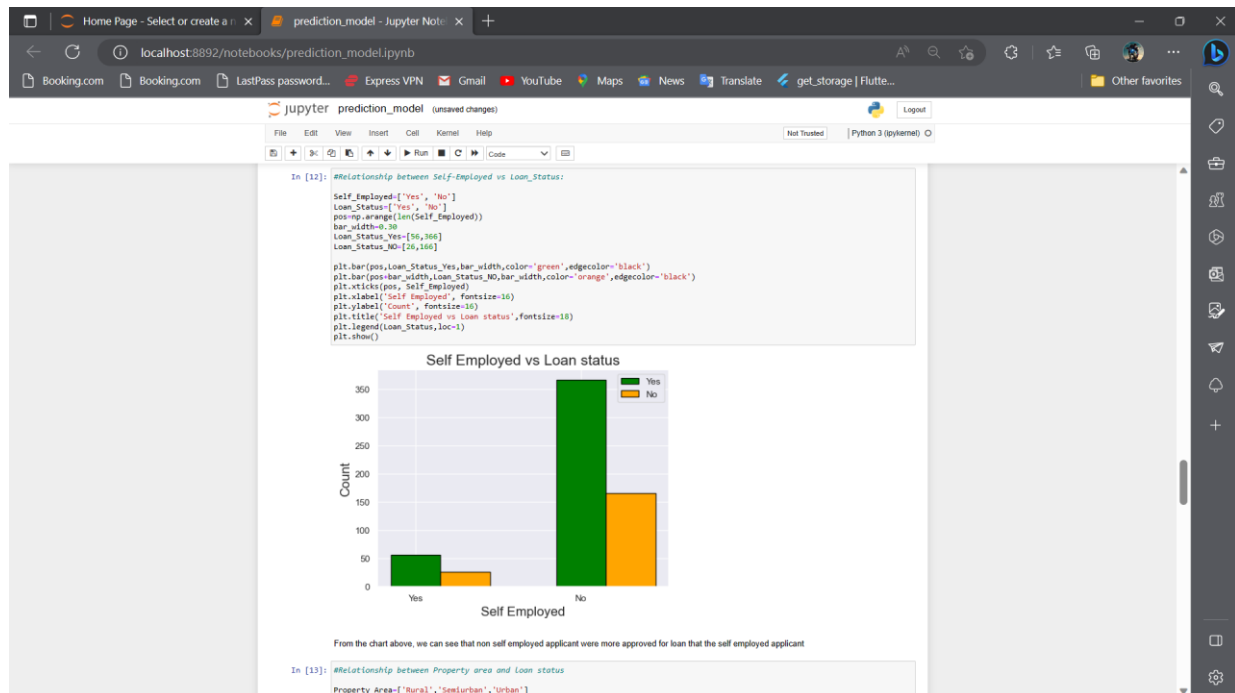 Home Page - Select or create a n
prediction_model - Jupyter Note
localhost:8892/notebooks/prediction_model.ipynb
Booking.com Booking.com LastPass password... Express VPN Gmail YouTube Maps News Translate get_storage | Flutte... Other favorites
jupyter prediction_model (unsaved changes) Logout
File Edit View Insert Cell Kernel Help Not Trusted Python 3 (ipykernel)
Run Code
In [12]: #Relationship between Self-Employed vs Loan_Status:
Self_Employed=['Yes', 'No']
Loan_Status=['Yes', 'No']
pos=np.arange(len(Self_Employed))
bar_width=0.30
Loan_Status_Yes=[56,366]
Loan_Status_NO=[26,166]
plt.bar(pos,Loan_Status_Yes,bar_width,color='green',edgecolor='black')
plt.bar(pos+bar_width,Loan_Status_NO,bar_width,color='orange',edgecolor='black')
plt.xticks(pos, Self_Employed)
plt.xlabel('Self Employed', fontsize=16)
plt.ylabel('Count', fontsize=16)
plt.title('Self Employed vs Loan status',fontsize=18)
plt.legend(Loan_Status,loc=1)
plt.show()
Self Employed vs Loan status
Yes
No
350
300
250
200
150
100
50
0
Count
Yes No
Self Employed
From the chart above, we can see that non self employed applicant were more approved for loan that the self employed applicant
In [13]: #Relationship between Property area and loan status
Property_Area=['Rural','Semiurban','Urban']